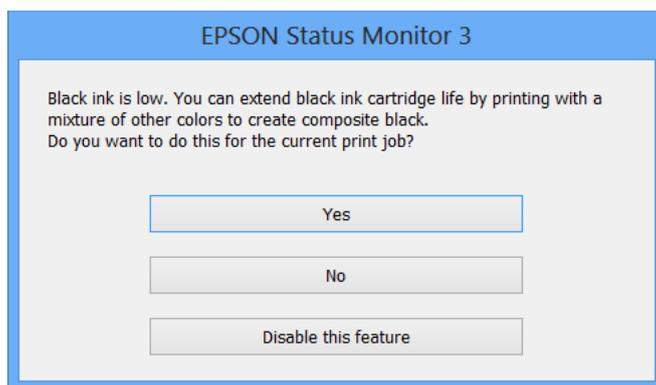 EPSON Status Monitor 3
Black ink is low. You can extend black ink cartridge life by printing with a
mixture of other colors to create composite black.
Do you want to do this for the current print job?
Yes
No
Disable this feature